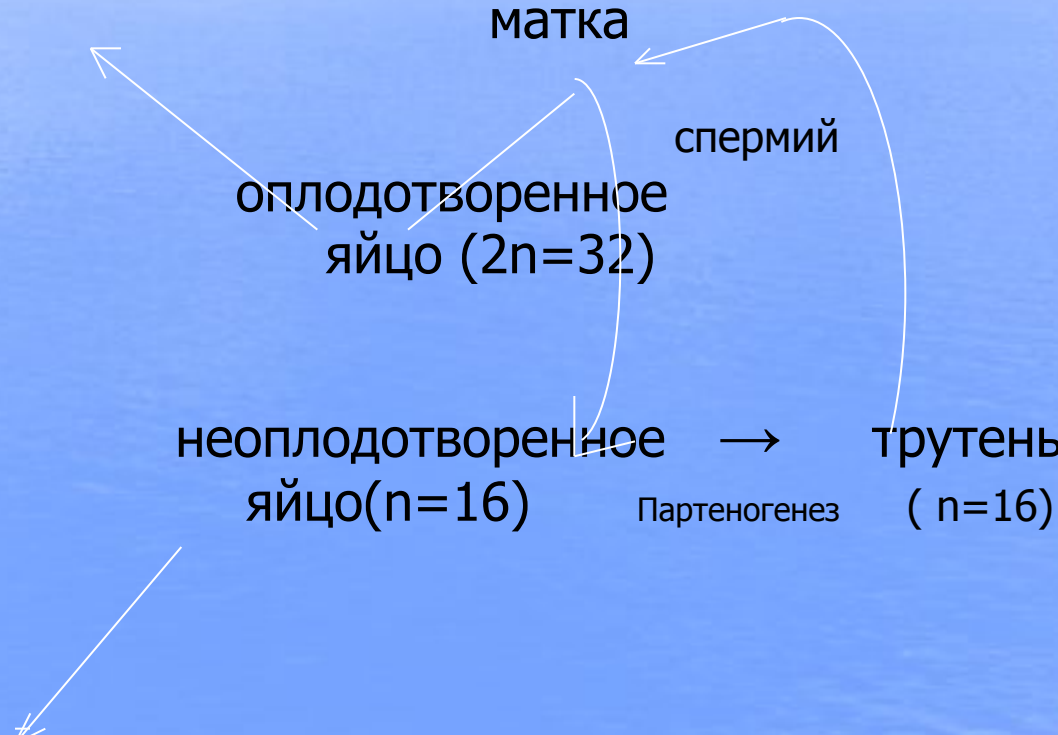 матка
спермий
оплодотворенное
яйцо (2n=32)
неоплодотворенное → трутень
яйцо(n=16) Партеногенез ( n=16)